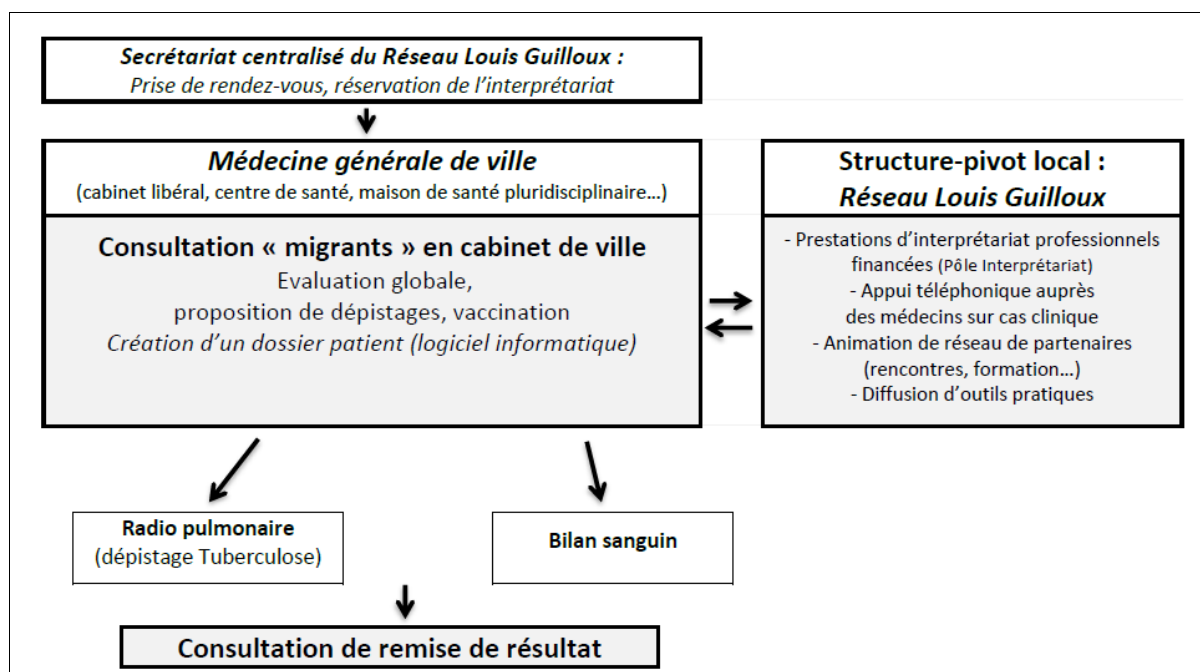 Secrétariat centralisé du Réseau Louis Guilloux :
Prise de rendez-vous, réservation de l’interprétariat
Médecine générale de ville
(cabinet libéral, centre de santé, maison de santé pluridisciplinaire…)
Consultation « migrants » en cabinet de ville
Evaluation globale,
proposition de dépistages, vaccination
Création d’un dossier patient (logiciel informatique)
Structure-pivot local :
Réseau Louis Guilloux
- Prestations d’interprétariat professionnels
financées (Pôle Interprétariat)
- Appui téléphonique auprès
des médecins sur cas clinique
- Animation de réseau de partenaires
(rencontres, formation…)
- Diffusion d’outils pratiques
Radio pulmonaire
(dépistage Tuberculose)
Bilan sanguin
Consultation de remise de résultat